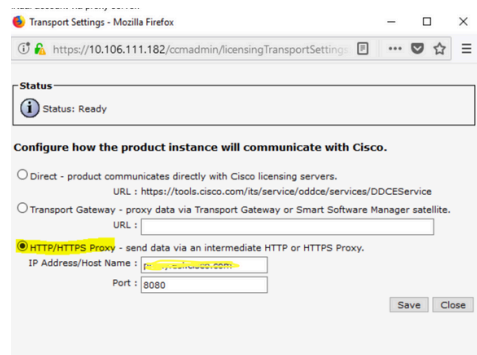 Transport Settings - Mozilla Firefox
https://10.106.111.182/ccmadmin/licensingTransportSettings
Status
Status: Ready
Configure how the product instance will communicate with Cisco.
Direct - product communicates directly with Cisco licensing servers.
URL : https://tools.cisco.com/its/service/oddce/services/DDCEService
Transport Gateway - proxy data via Transport Gateway or Smart Software Manager satellite.
URL :
HTTP/HTTPS Proxy - send data via an intermediate HTTP or HTTPS Proxy.
IP Address/Host Name :
Port : 8080
Save Close